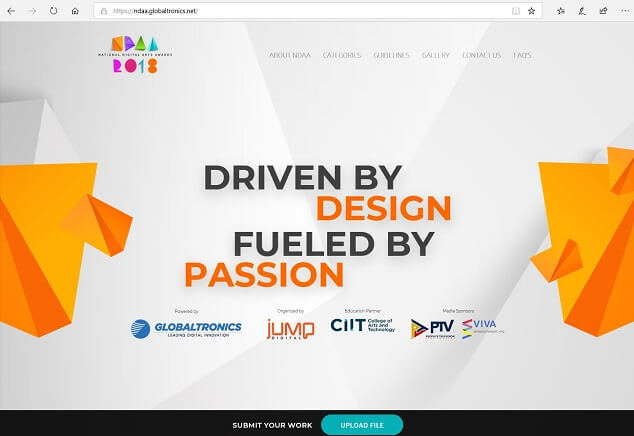 https://ndaa.globaltronics.net/
NDAA
NATIONAL DIGITAL ARTS AWARDS
2018
ABOUT NDAA CATEGORIES GUIDELINES GALLERY CONTACT US FAQ'S
DRIVEN BY
DESIGN
FUELED BY
PASSION
Powered by
GLOBALTRONICS
LEADING DIGITAL INNOVATION
Organized by
jump
DIGITAL
Education Partner
CIIT College of
Arts and
Technology
Media Sponsors
PTV
VIVA
SUBMIT YOUR WORK UPLOAD FILE